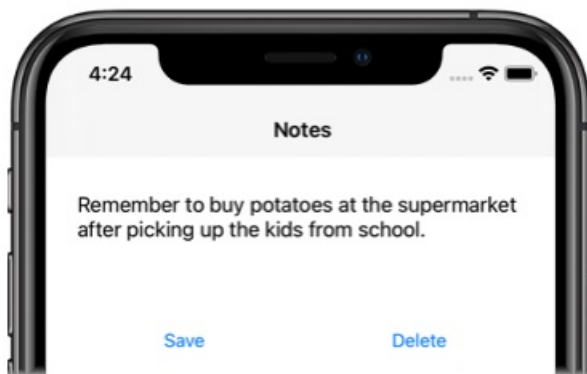 4:24
Notes
Remember to buy potatoes at the supermarket
after picking up the kids from school.
Save Delete